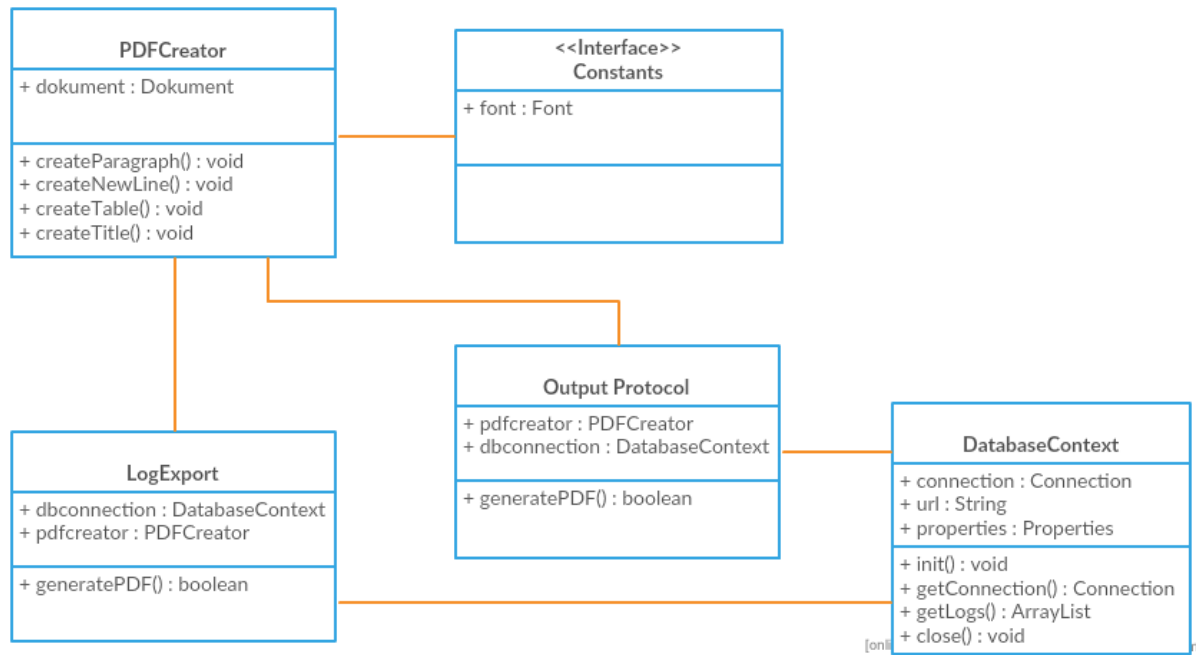 PDFCreator
+ dokument : Dokument
+ createParagraph() : void
+ createNewLine() : void
+ createTable() : void
+ createTitle() : void
<<Interface>>
Constants
+ font : Font
Output Protocol
+ pdfcreator : PDFCreator
+ dbconnection : DatabaseContext
+ generatePDF() : boolean
LogExport
+ dbconnection : DatabaseContext
+ pdfcreator : PDFCreator
+ generatePDF() : boolean
DatabaseContext
+ connection : Connection
+ url : String
+ properties : Properties
+ init() : void
+ getConnection() : Connection
+ getLogs() : ArrayList
+ close() : void